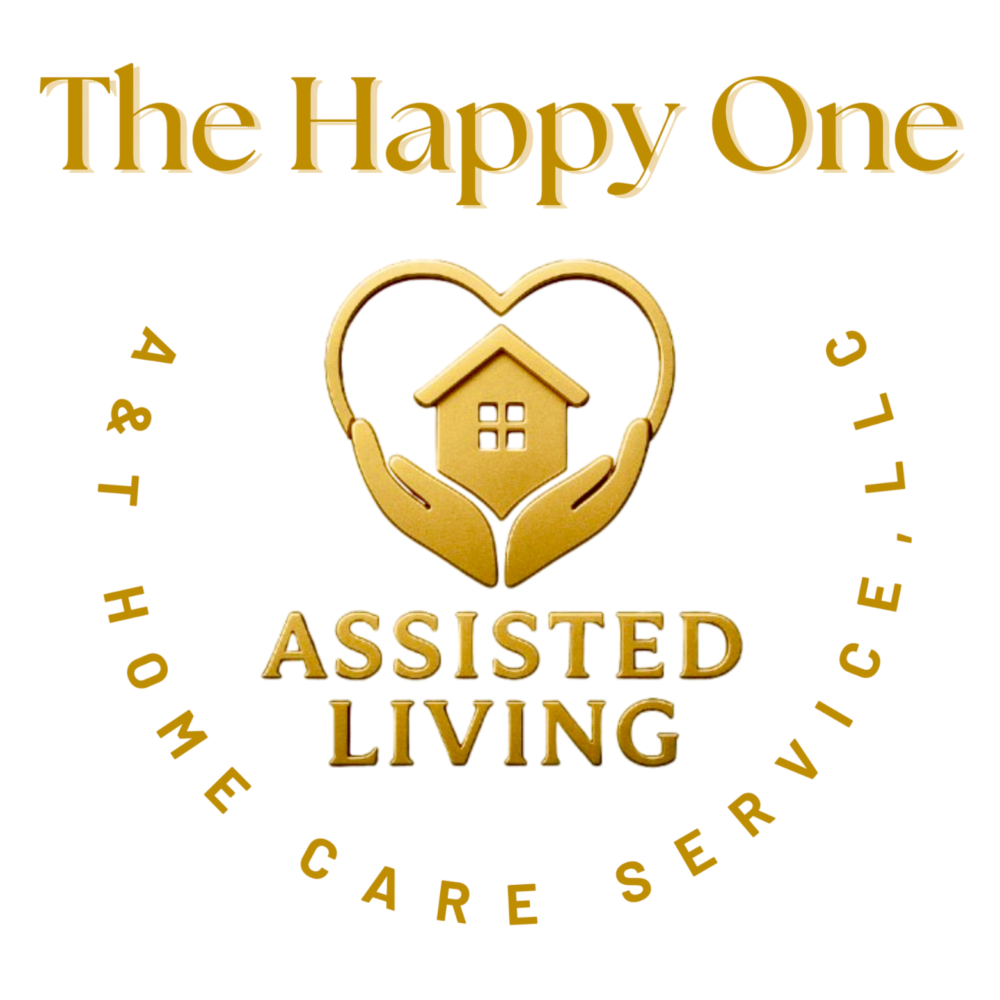 The Happy One
ASSISTED
LIVING
A&T HOME CARE SERVICE'LLC